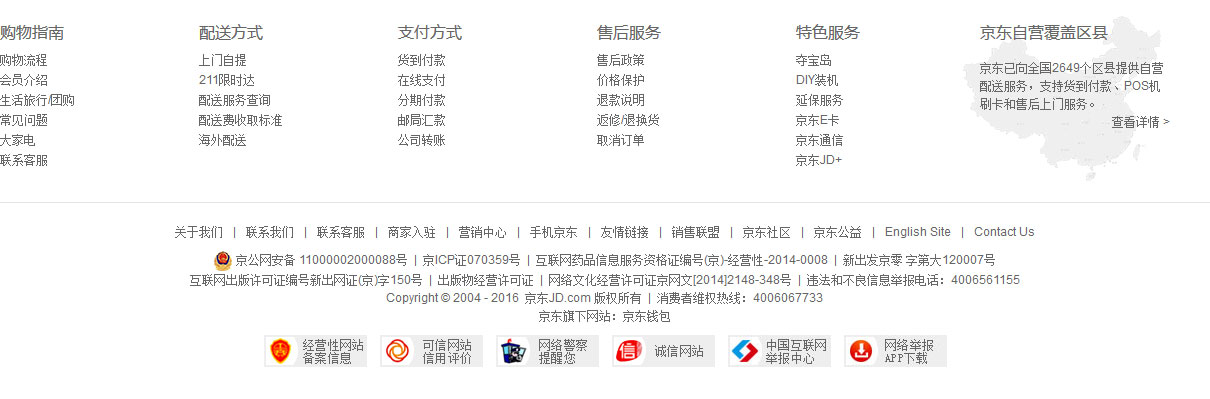 购物指南
购物流程
会员介绍
生活旅行/团购
常见问题
大家电
联系客服
配送方式
上门自提
211限时达
配送服务查询
配送费收取标准
海外配送
支付方式
货到付款
在线支付
分期付款
邮局汇款
公司转账
售后服务
售后政策
价格保护
退款说明
返修/退换货
取消订单
特色服务
夺宝岛
DIY装机
延保服务
京东E卡
京东通信
京东JD+
京东自营覆盖区县
京东已向全国2649个区县提供自营
配送服务，支持货到付款、POS机
刷卡和售后上门服务。
查看详情 >
关于我们 | 联系我们 | 联系客服 | 商家入驻 | 营销中心 | 手机京东 | 友情链接 | 销售联盟 | 京东社区 | 京东公益 | English Site | Contact Us
京公网安备 11000002000088号 | 京ICP证070359号 | 互联网药品信息服务资格证编号(京)-经营性-2014-0008 | 新出发京零 字第大120007号
互联网出版许可证编号新出网证(京)字150号 | 出版物经营许可证 | 网络文化经营许可证京网文[2014]2148-348号 | 违法和不良信息举报电话：4006561155
Copyright © 2004 - 2016 京东JD.com 版权所有 | 消费者维权热线：4006067733
京东旗下网站：京东钱包
经营性网站
备案信息
可信网站
信用评价
网络警察
提醒您
诚信网站
中国互联网
举报中心
网络举报
APP下载